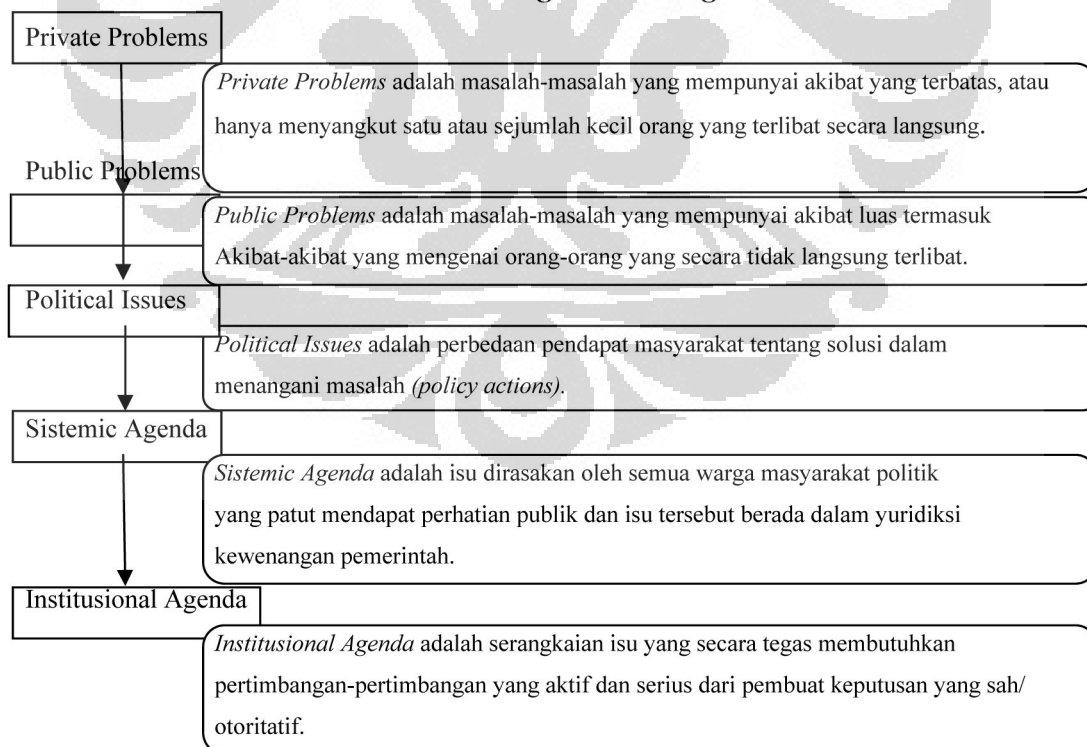 Private Problems
Private Problems adalah masalah-masalah yang mempunyai akibat yang terbatas, atau
hanya menyangkut satu atau sejumlah kecil orang yang terlibat secara langsung.
Public Problems
Public Problems adalah masalah-masalah yang mempunyai akibat luas termasuk
Akibat-akibat yang mengenai orang-orang yang secara tidak langsung terlibat.
Political Issues
Political Issues adalah perbedaan pendapat masyarakat tentang solusi dalam
menangani masalah (policy actions).
Sistemic Agenda
Sistemic Agenda adalah isu dirasakan oleh semua warga masyarakat politik
yang patut mendapat perhatian publik dan isu tersebut berada dalam yuridiksi
kewenangan pemerintah.
Institusional Agenda
Institusional Agenda adalah serangkaian isu yang secara tegas membutuhkan
pertimbangan-pertimbangan yang aktif dan serius dari pembuat keputusan yang sah/
otoritatif.